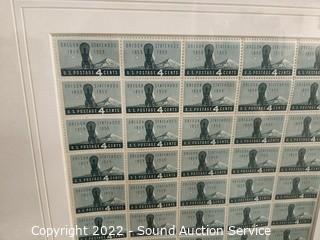 OREGON STATEHOOD
1859 1959
U.S. POSTAGE 4 CENTS
Copyright 2022 - Sound Auction Service